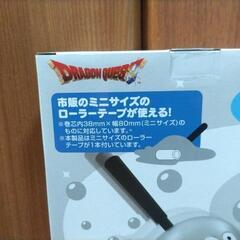 DRAGON QUEST
市販のミニサイズの
ローラーテープが使える!
※巻芯内38mm×幅80mm(ミニサイズ)の
ものに対応しています。
※本製品はミニサイズのローラー
テープが1本付いています。